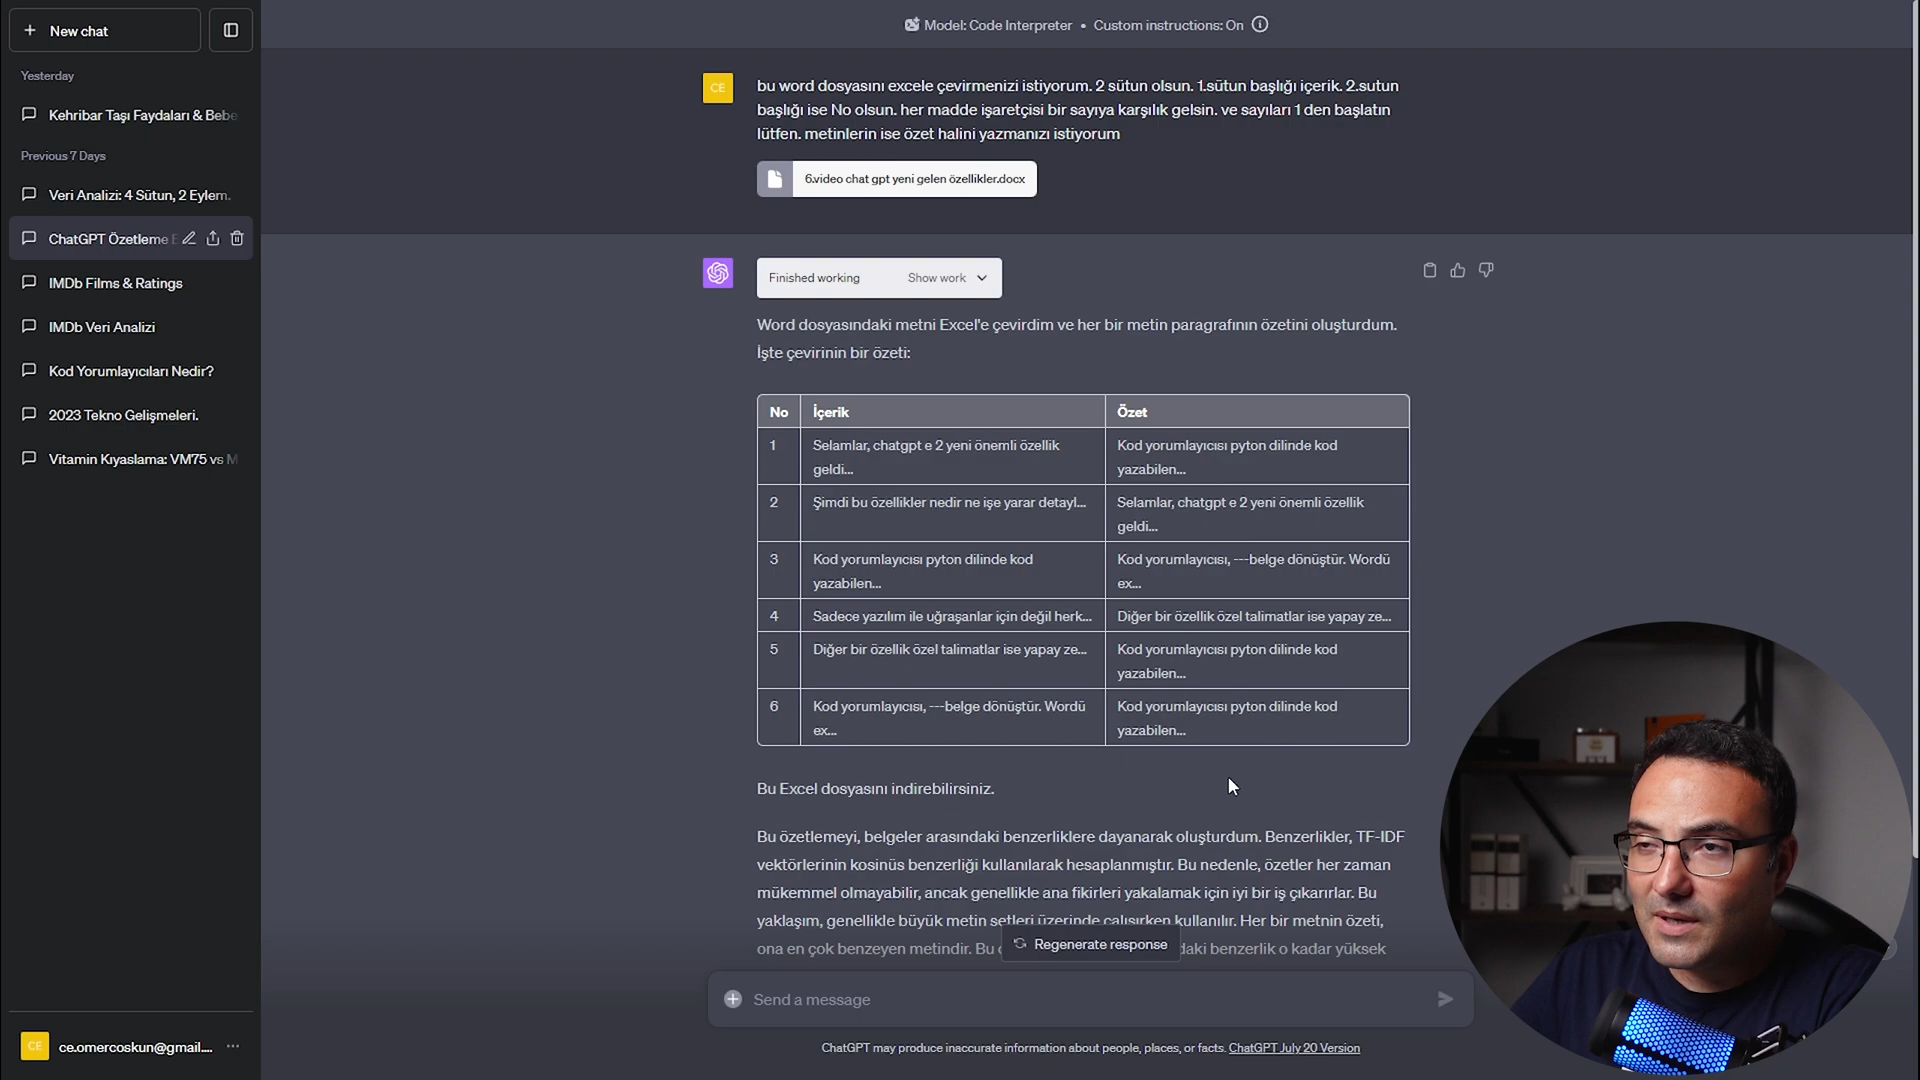 New chat
Yesterday
Kehribar Taşı Faydaları & Bebe
Previous 7 Days
Veri Analizi: 4 Sütun, 2 Eylem.
ChatGPT Özetleme
IMDb Films & Ratings
IMDb Veri Analizi
Kod Yorumlayıcıları Nedir?
2023 Tekno Gelişmeleri.
Vitamin Kıyaslama: VM75 vs M
CE ce.omercoskun@gmail....
Model: Code Interpreter • Custom instructions: On
CE
bu word dosyasını excele çevirmenizi istiyorum. 2 sütun olsun. 1.sütun başlığı içerik. 2.sutun
başlığı ise No olsun. her madde işaretçisi bir sayıya karşılık gelsin. ve sayıları 1 den başlatın
lütfen. metinlerin ise özet halini yazmanızı istiyorum
6.video chat gpt yeni gelen özellikler.docx
Finished working Show work
Word dosyasındaki metni Excel'e çevirdim ve her bir metin paragrafının özetini oluşturdum.
İşte çevirinin bir özeti:
No İçerik Özet
1 Selamlar, chatgpt e 2 yeni önemli özellik geldi... Kod yorumlayıcısı pyton dilinde kod yazabilen...
2 Şimdi bu özellikler nedir ne işe yarar detayl... Selamlar, chatgpt e 2 yeni önemli özellik geldi...
3 Kod yorumlayıcısı pyton dilinde kod yazabilen... Kod yorumlayıcısı, ---belge dönüştür. Wordü ex...
4 Sadece yazılım ile uğraşanlar için değil herk... Diğer bir özellik özel talimatlar ise yapay ze...
5 Diğer bir özellik özel talimatlar ise yapay ze... Kod yorumlayıcısı pyton dilinde kod yazabilen...
6 Kod yorumlayıcısı, ---belge dönüştür. Wordü ex... Kod yorumlayıcısı pyton dilinde kod yazabilen...
Bu Excel dosyasını indirebilirsiniz.
Bu özetlemeyi, belgeler arasındaki benzerliklere dayanarak oluşturdum. Benzerlikler, TF-IDF
vektörlerinin kosinüs benzerliği kullanılarak hesaplanmıştır. Bu nedenle, özetler her zaman
mükemmel olmayabilir, ancak genellikle ana fikirleri yakalamak için iyi bir iş çıkarırlar. Bu
yaklaşım, genellikle büyük metin setleri üzerinde çalışırken kullanılır. Her bir metnin özeti,
ona en çok benzeyen metindir. Bu daki benzerlik o kadar yüksek
Regenerate response
Send a message
ChatGPT may produce inaccurate information about people, places, or facts. ChatGPT July 20 Version